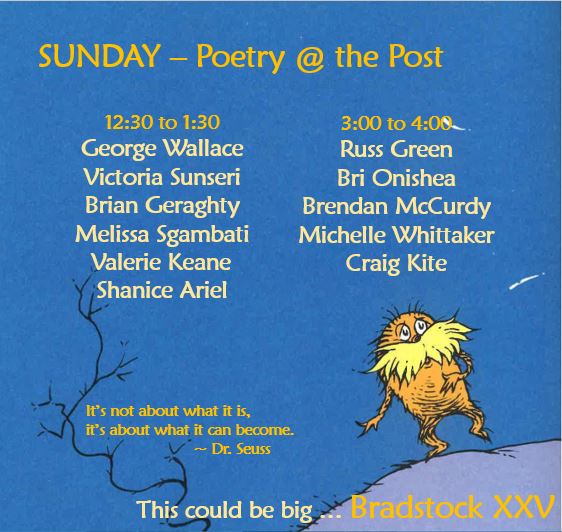 SUNDAY – Poetry @ the Post
12:30 to 1:30
George Wallace
Victoria Sunseri
Brian Geraghty
Melissa Sgambati
Valerie Keane
Shanice Ariel
3:00 to 4:00
Russ Green
Bri Onishea
Brendan McCurdy
Michelle Whittaker
Craig Kite
It's not about what it is,
it's about what it can become.
~ Dr. Seuss
This could be big ... Bradstock XXV